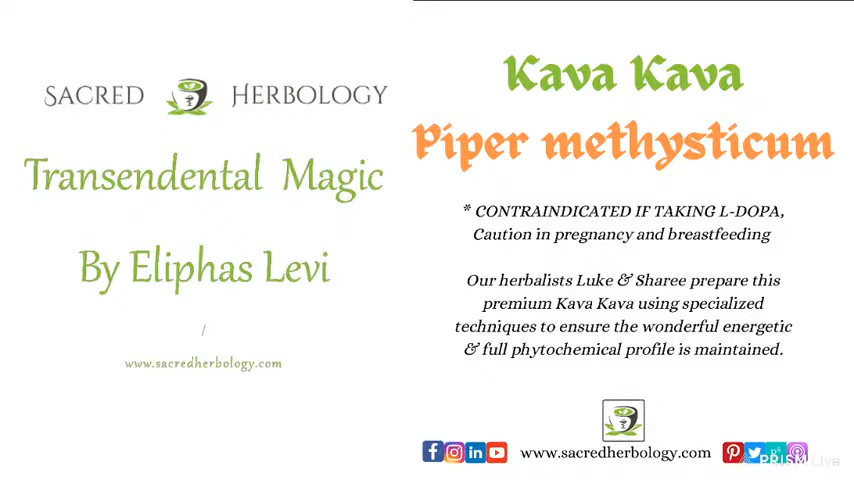 SACRED HERBOLOGY
Transendental Magic
By Eliphas Levi
/
www.sacredherbology.com
Kava Kava
Piper methysticum
* CONTRAINDICATED IF TAKING L-DOPA,
Caution in pregnancy and breastfeeding
Our herbalists Luke & Sharee prepare this
premium Kava Kava using specialized
techniques to ensure the wonderful energetic
& full phytochemical profile is maintained.
www.sacredherbology.com
PRISM Live